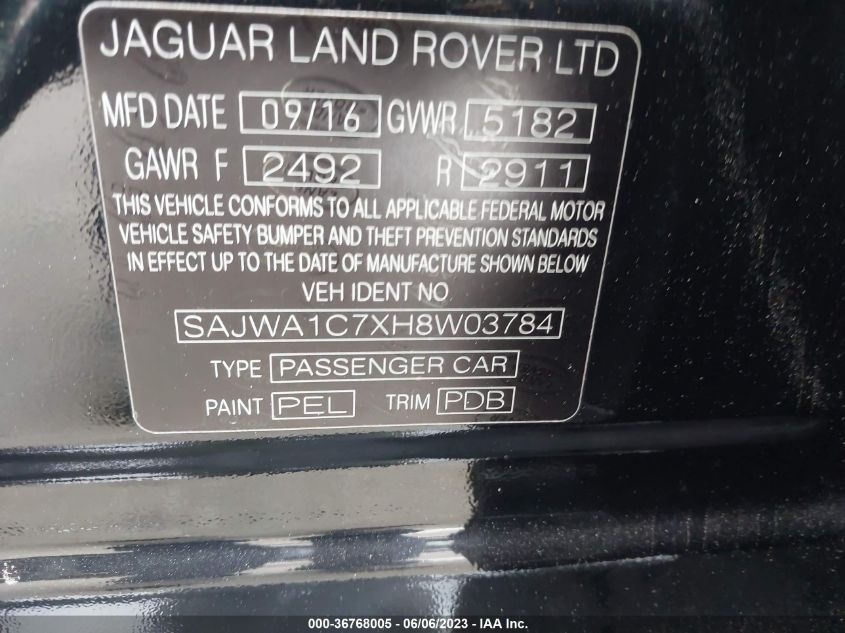 JAGUAR LAND ROVER LTD
MFD DATE 09/16 GVWR 5182
GAWR F 2492 R 2911
THIS VEHICLE CONFORMS TO ALL APPLICABLE FEDERAL MOTOR
VEHICLE SAFETY BUMPER AND THEFT PREVENTION STANDARDS
IN EFFECT UP TO THE DATE OF MANUFACTURE SHOWN BELOW
VEH IDENT NO
SAJWA1C7XH8W03784
TYPE PASSENGER CAR
PAINT PEL TRIM PDB
000-36768005 - 06/06/2023 - IAA Inc.